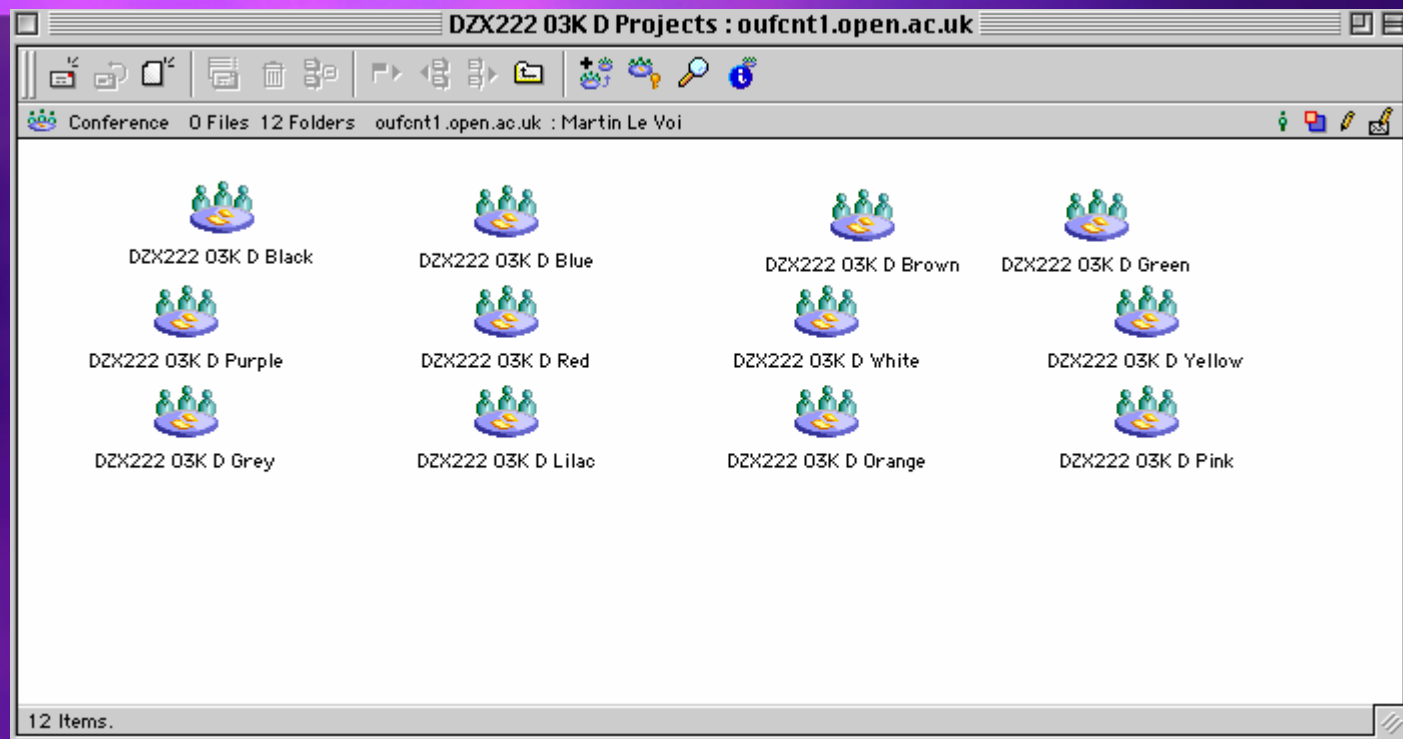 DZX222 03K D Projects : oufcnt1.open.ac.uk
Conference 0 Files 12 Folders oufcnt1.open.ac.uk : Martin Le Voi
DZX222 03K D Black DZX222 03K D Blue DZX222 03K D Brown DZX222 03K D Green
DZX222 03K D Purple DZX222 03K D Red DZX222 03K D White DZX222 03K D Yellow
DZX222 03K D Grey DZX222 03K D Lilac DZX222 03K D Orange DZX222 03K D Pink
12 Items.